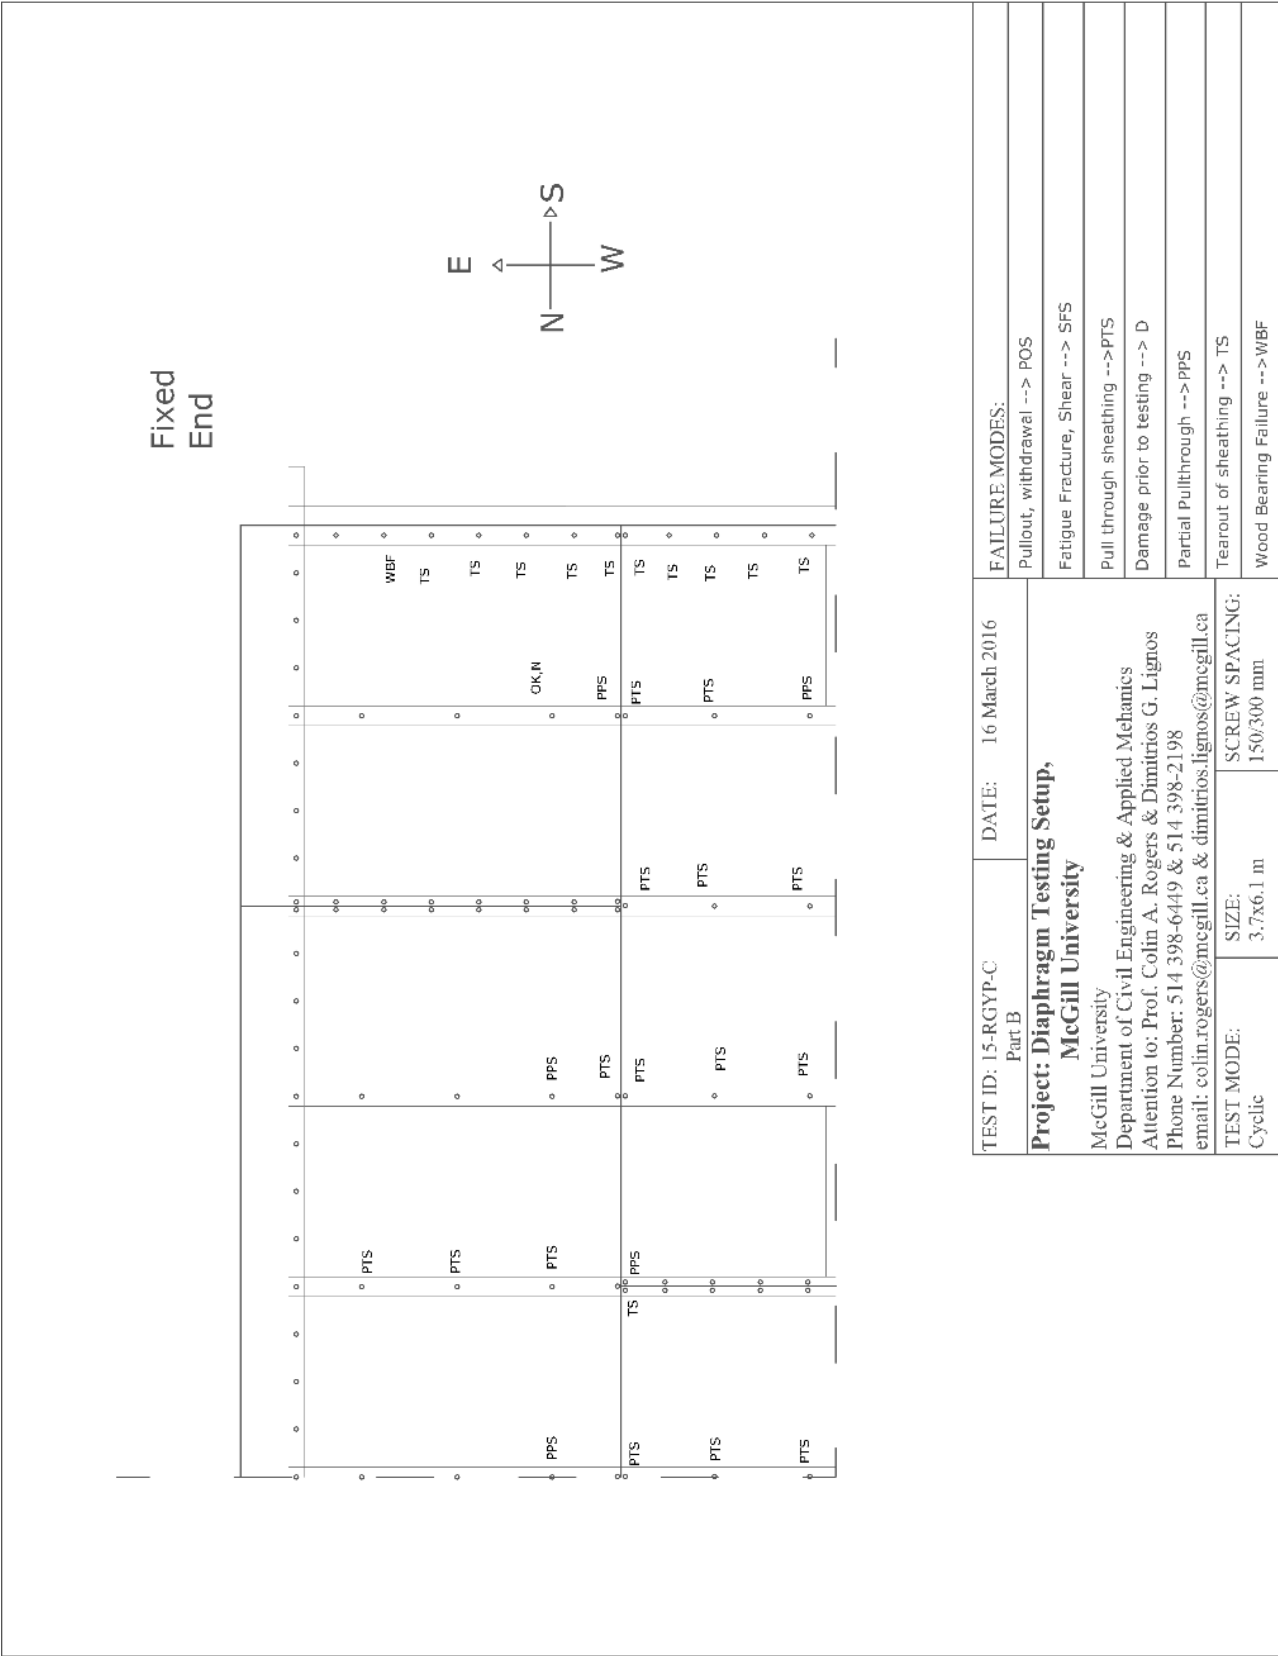 Fixed
End
E
N
S
W
WBF
TS
TS
TS
TS
TS
TS
TS
TS
TS
TS
OK,N
PPS
PTS
PTS
PPS
PTS
PTS
PTS
PPS
PTS
PTS
PTS
PTS
PTS
PTS
PTS
PPS
TS
PPS
PTS
PTS
PTS
TEST ID: 15-RGYP-C
Part B
DATE: 16 March 2016
Project: Diaphragm Testing Setup,
McGill University
McGill University
Department of Civil Engineering & Applied Mehanics
Attention to: Prof. Colin A. Rogers & Dimitrios G. Lignos
Phone Number: 514 398-6449 & 514 398-2198
email: colin.rogers@mcgill.ca & dimitrios.lignos@mcgill.ca
TEST MODE:
Cyclic
SIZE:
3.7x6.1 m
SCREW SPACING:
150/300 mm
FAILURE MODES:
Pullout, withdrawal --> POS
Fatigue Fracture, Shear --> SFS
Pull through sheathing -->PTS
Damage prior to testing --> D
Partial Pullthrough -->PPS
Tearout of sheathing --> TS
Wood Bearing Failure -->WBF